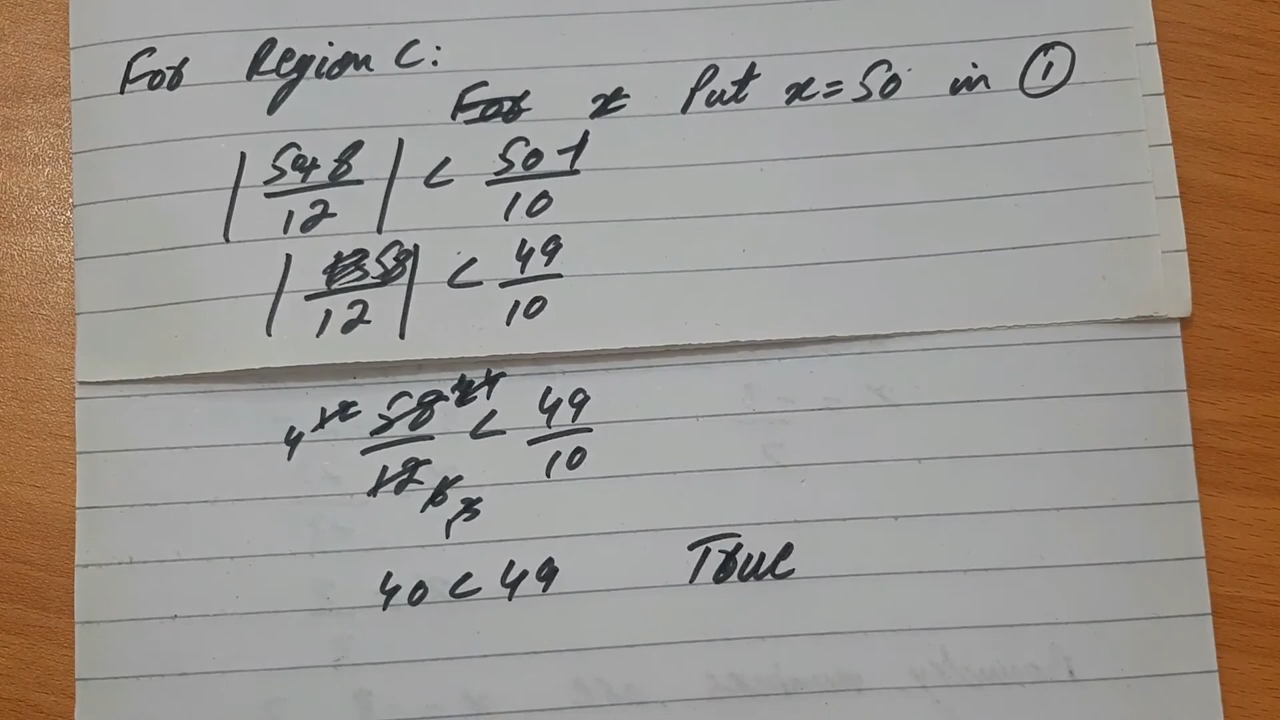 For Region C:
Put x = 50 in ①
|50+8/12| < 50-1/10
|58/12| < 49/10
58/12 < 49/10
40 < 49 True